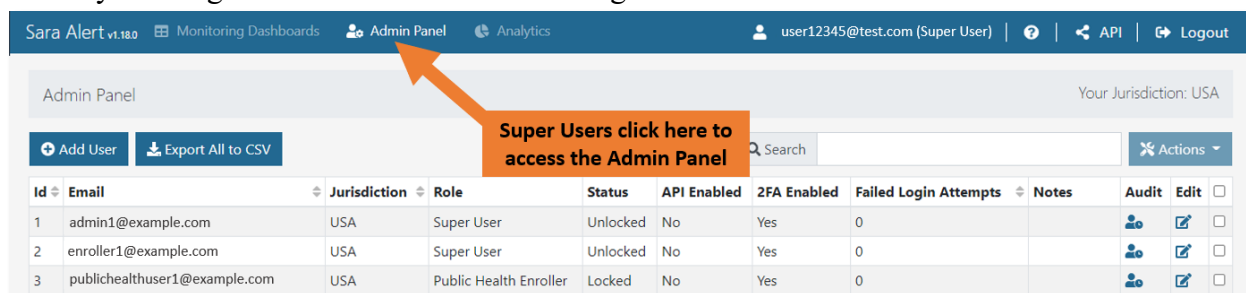 Sara Alert v1.18.0 Monitoring Dashboards Admin Panel Analytics user12345@test.com (Super User) | ? | API | Logout
Admin Panel Your Jurisdiction: USA
Super Users click here to
access the Admin Panel
Add User Export All to CSV Search Actions
Id Email Jurisdiction Role Status API Enabled 2FA Enabled Failed Login Attempts Notes Audit Edit
1 admin1@example.com USA Super User Unlocked No Yes 0
2 enroller1@example.com USA Super User Unlocked No Yes 0
3 publichealthuser1@example.com USA Public Health Enroller Locked No Yes 0